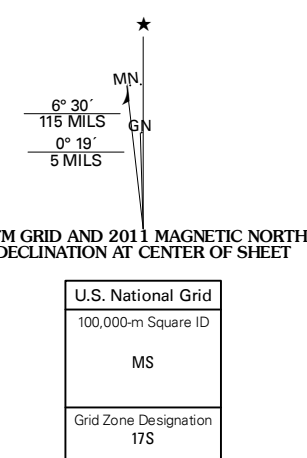 ★
MN
6° 30´
115 MILS
GN
0° 19´
5 MILS
GRID AND 2011 MAGNETIC NORTH
DECLINATION AT CENTER OF SHEET
U.S. National Grid
100,000-m Square ID
MS
Grid Zone Designation
17S